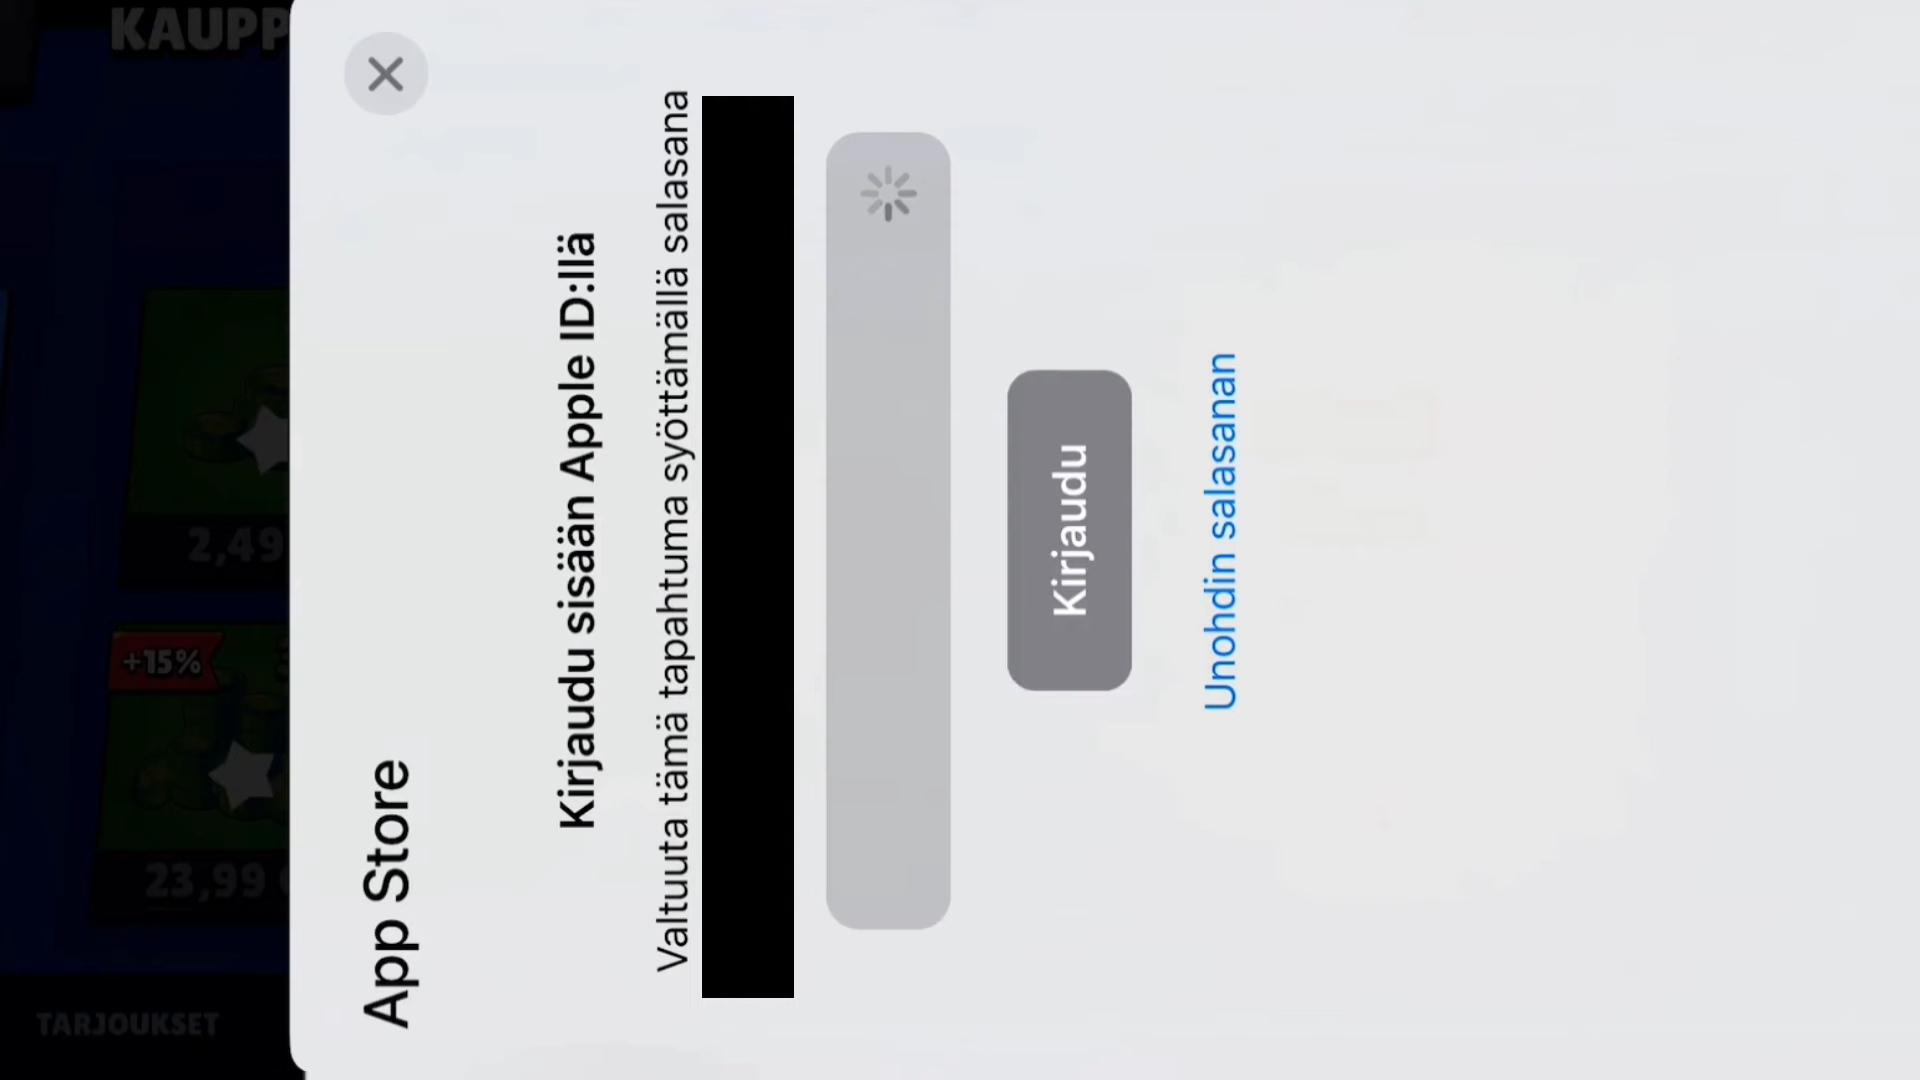 KAUPP
2,49
+15%
23,99
TARJOUKSET
App Store
Kirjaudu sisään Apple ID:llä
Valtuuta tämä tapahtuma syöttämällä salasana
Kirjaudu
Unohdin salasanan